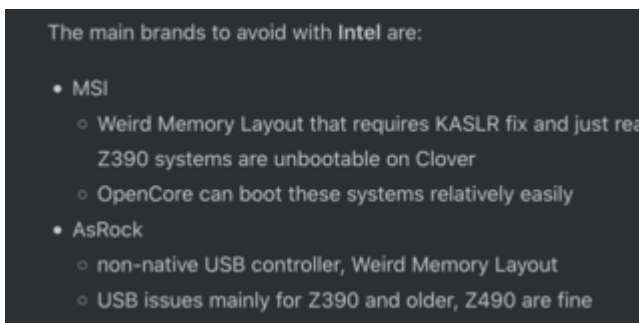 The main brands to avoid with Intel are:
• MSI
◦ Weird Memory Layout that requires KASLR fix and just
Z390 systems are unbootable on Clover
◦ OpenCore can boot these systems relatively easily
• AsRock
◦ non-native USB controller, Weird Memory Layout
◦ USB issues mainly for Z390 and older, Z490 are fine